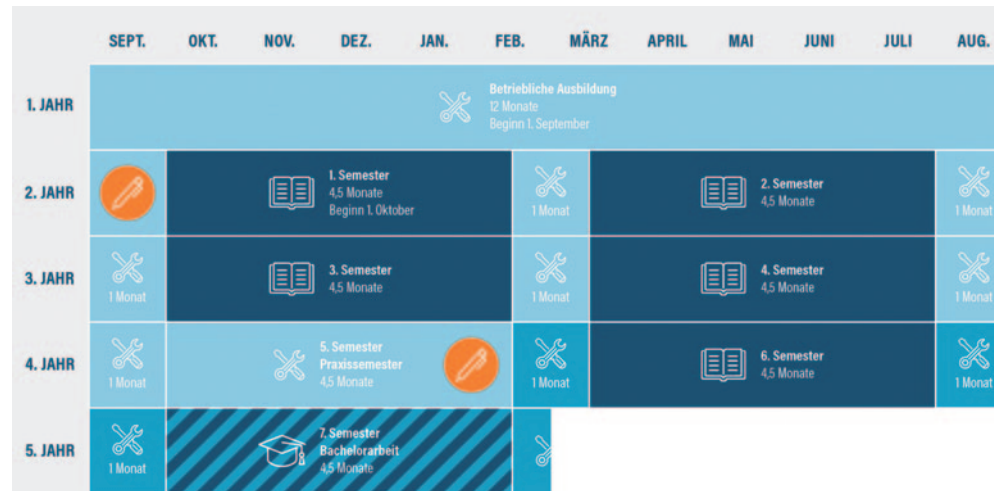 SEPT. OKT. NOV. DEZ. JAN. FEB. MÄRZ APRIL MAI JUNI JULI AUG.
1. JAHR
Betriebliche Ausbildung
12 Monate
Beginn 1. September
2. JAHR
1. Semester
4,5 Monate
Beginn 1. Oktober
1 Monat
2. Semester
4,5 Monate
1 Monat
3. JAHR
1 Monat
3. Semester
4,5 Monate
1 Monat
4. Semester
4,5 Monate
1 Monat
4. JAHR
1 Monat
5. Semester
Praxissemester
4,5 Monate
1 Monat
6. Semester
4,5 Monate
1 Monat
5. JAHR
1 Monat
7. Semester
Bachelorarbeit
4,5 Monate